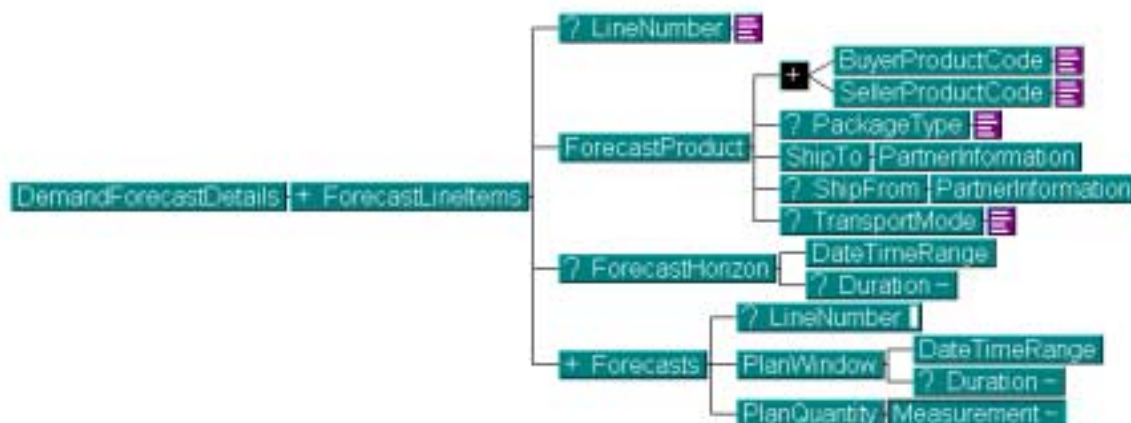 ? LineNumber
+
BuyerProductCode
SellerProductCode
ForecastProduct
? PackageType
ShipTo PartnerInformation
? ShipFrom PartnerInformation
DemandForecastDetails + ForecastLineItems
? TransportMode
? ForecastHorizon
DateTimeRange
? Duration –
? LineNumber
+ Forecasts
PlanWindow
DateTimeRange
? Duration –
PlanQuantity Measurement –